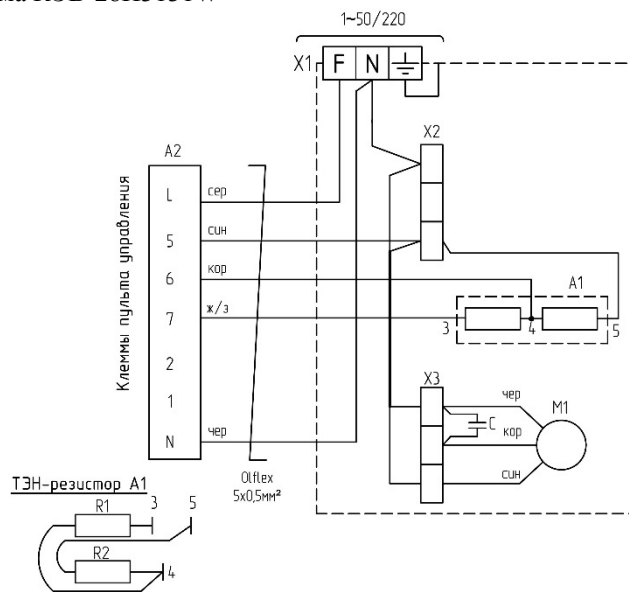 1~50/220
X1 F N
X2
A2
Клеммы пульта управления
L сер
5 син
6 кор
7 ж/з
2
1
N чер
A1
3 4 5
X3
чер
C
кор
син
M1
Olflex
5x0,5мм²
ТЭН-резистор A1
R1 3 5
R2 4